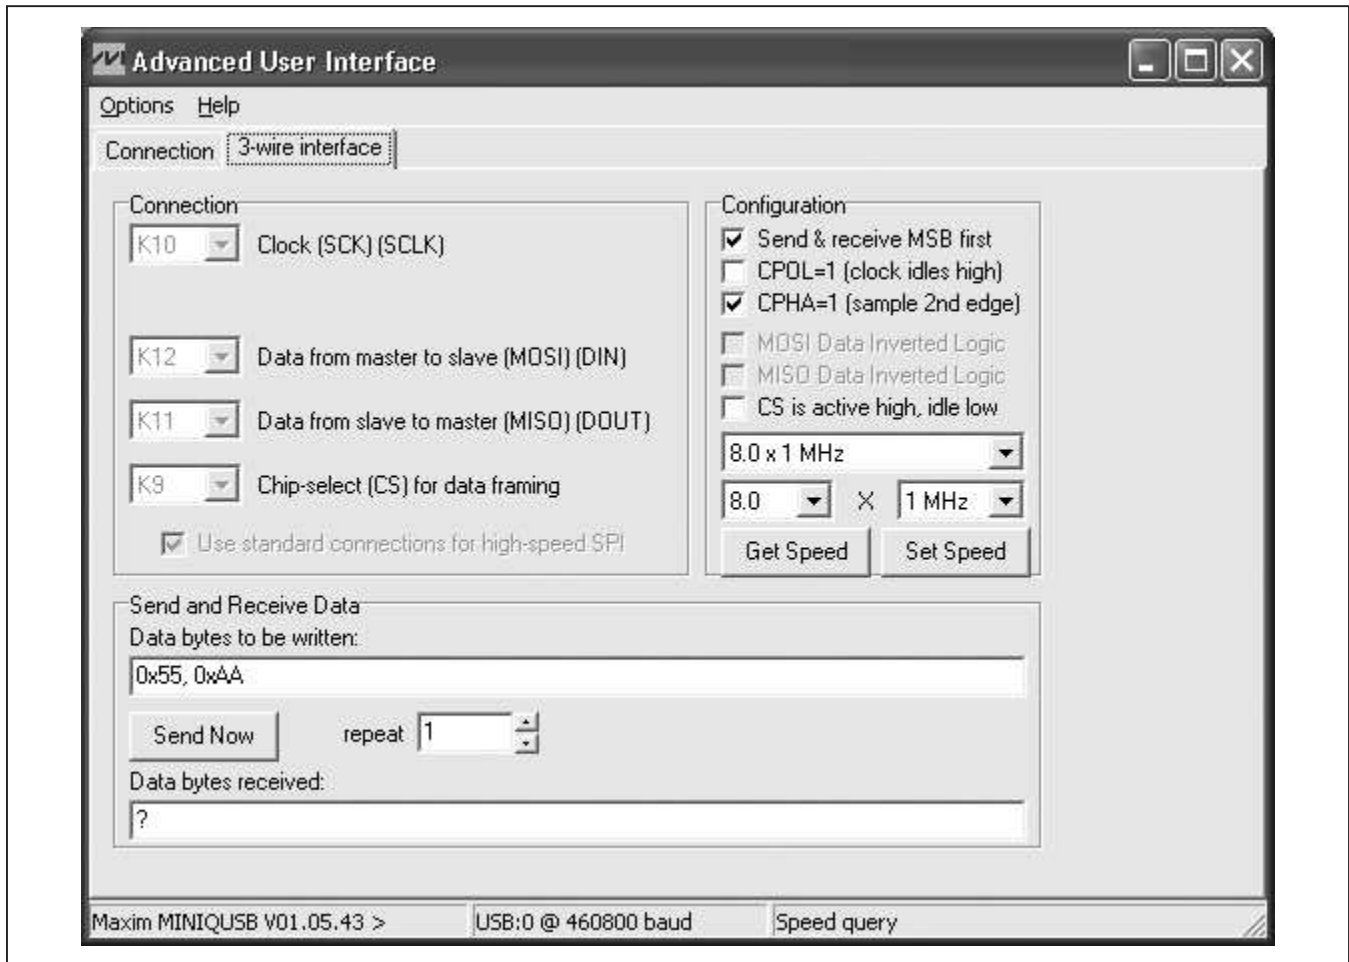 Advanced User Interface
Options Help
Connection 3-wire interface
Connection
K10 Clock (SCK) (SCLK)
K12 Data from master to slave (MOSI) (DIN)
K11 Data from slave to master (MISO) (DOUT)
K9 Chip-select (CS) for data framing
Use standard connections for high-speed SPI
Configuration
Send & receive MSB first
CPOL=1 (clock idles high)
CPHA=1 (sample 2nd edge)
MOSI Data Inverted Logic
MISO Data Inverted Logic
CS is active high, idle low
8.0 x 1 MHz
8.0 X 1 MHz
Get Speed Set Speed
Send and Receive Data
Data bytes to be written:
0x55, 0xAA
Send Now repeat 1
Data bytes received:
?
Maxim MINIQUSB V01.05.43 > USB:0 @ 460800 baud Speed query